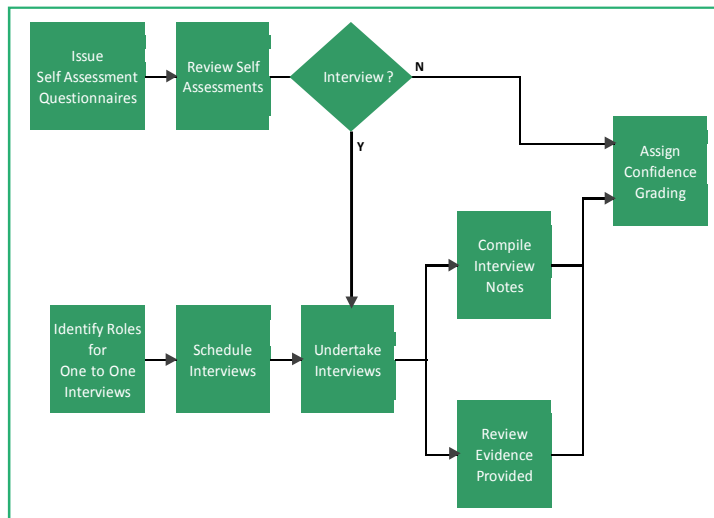 Issue
Self Assessment
Questionnaires
Review Self
Assessments
Interview ?
N
Y
Assign
Confidence
Grading
Compile
Interview
Notes
Identify Roles
for
One to One
Interviews
Schedule
Interviews
Undertake
Interviews
Review
Evidence
Provided